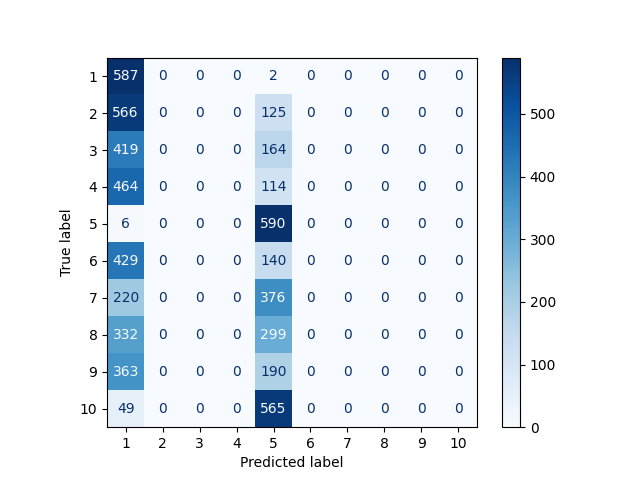 1 587 0 0 0 2 0 0 0 0 0
2 566 0 0 0 125 0 0 0 0 0
3 419 0 0 0 164 0 0 0 0 0
4 464 0 0 0 114 0 0 0 0 0
5 6 0 0 0 590 0 0 0 0 0
6 429 0 0 0 140 0 0 0 0 0
7 220 0 0 0 376 0 0 0 0 0
8 332 0 0 0 299 0 0 0 0 0
9 363 0 0 0 190 0 0 0 0 0
10 49 0 0 0 565 0 0 0 0 0
1 2 3 4 5 6 7 8 9 10
Predicted label
True label
500
400
300
200
100
0